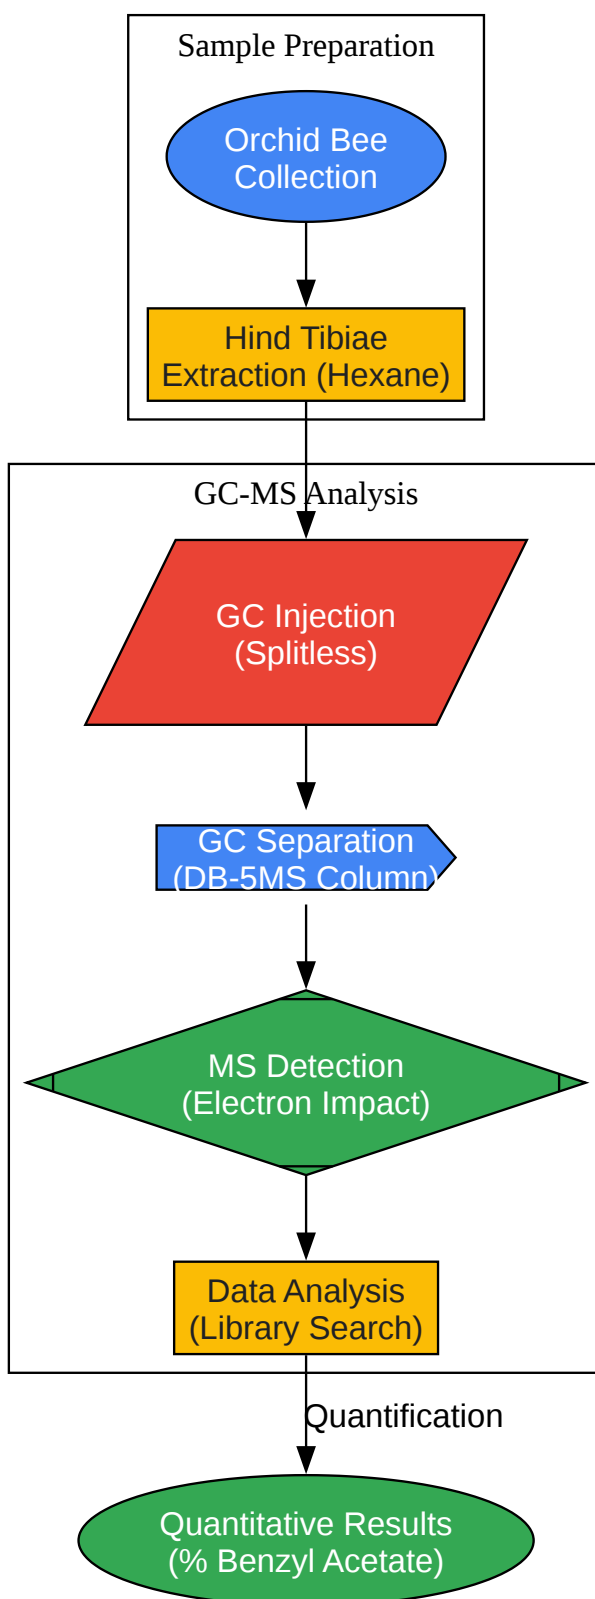 Sample Preparation
Orchid Bee
Collection
Hind Tibiae
Extraction (Hexane)
GC-MS Analysis
GC Injection
(Splitless)
GC Separation
(DB-5MS Column)
MS Detection
(Electron Impact)
Data Analysis
(Library Search)
Quantification
Quantitative Results
(% Benzyl Acetate)